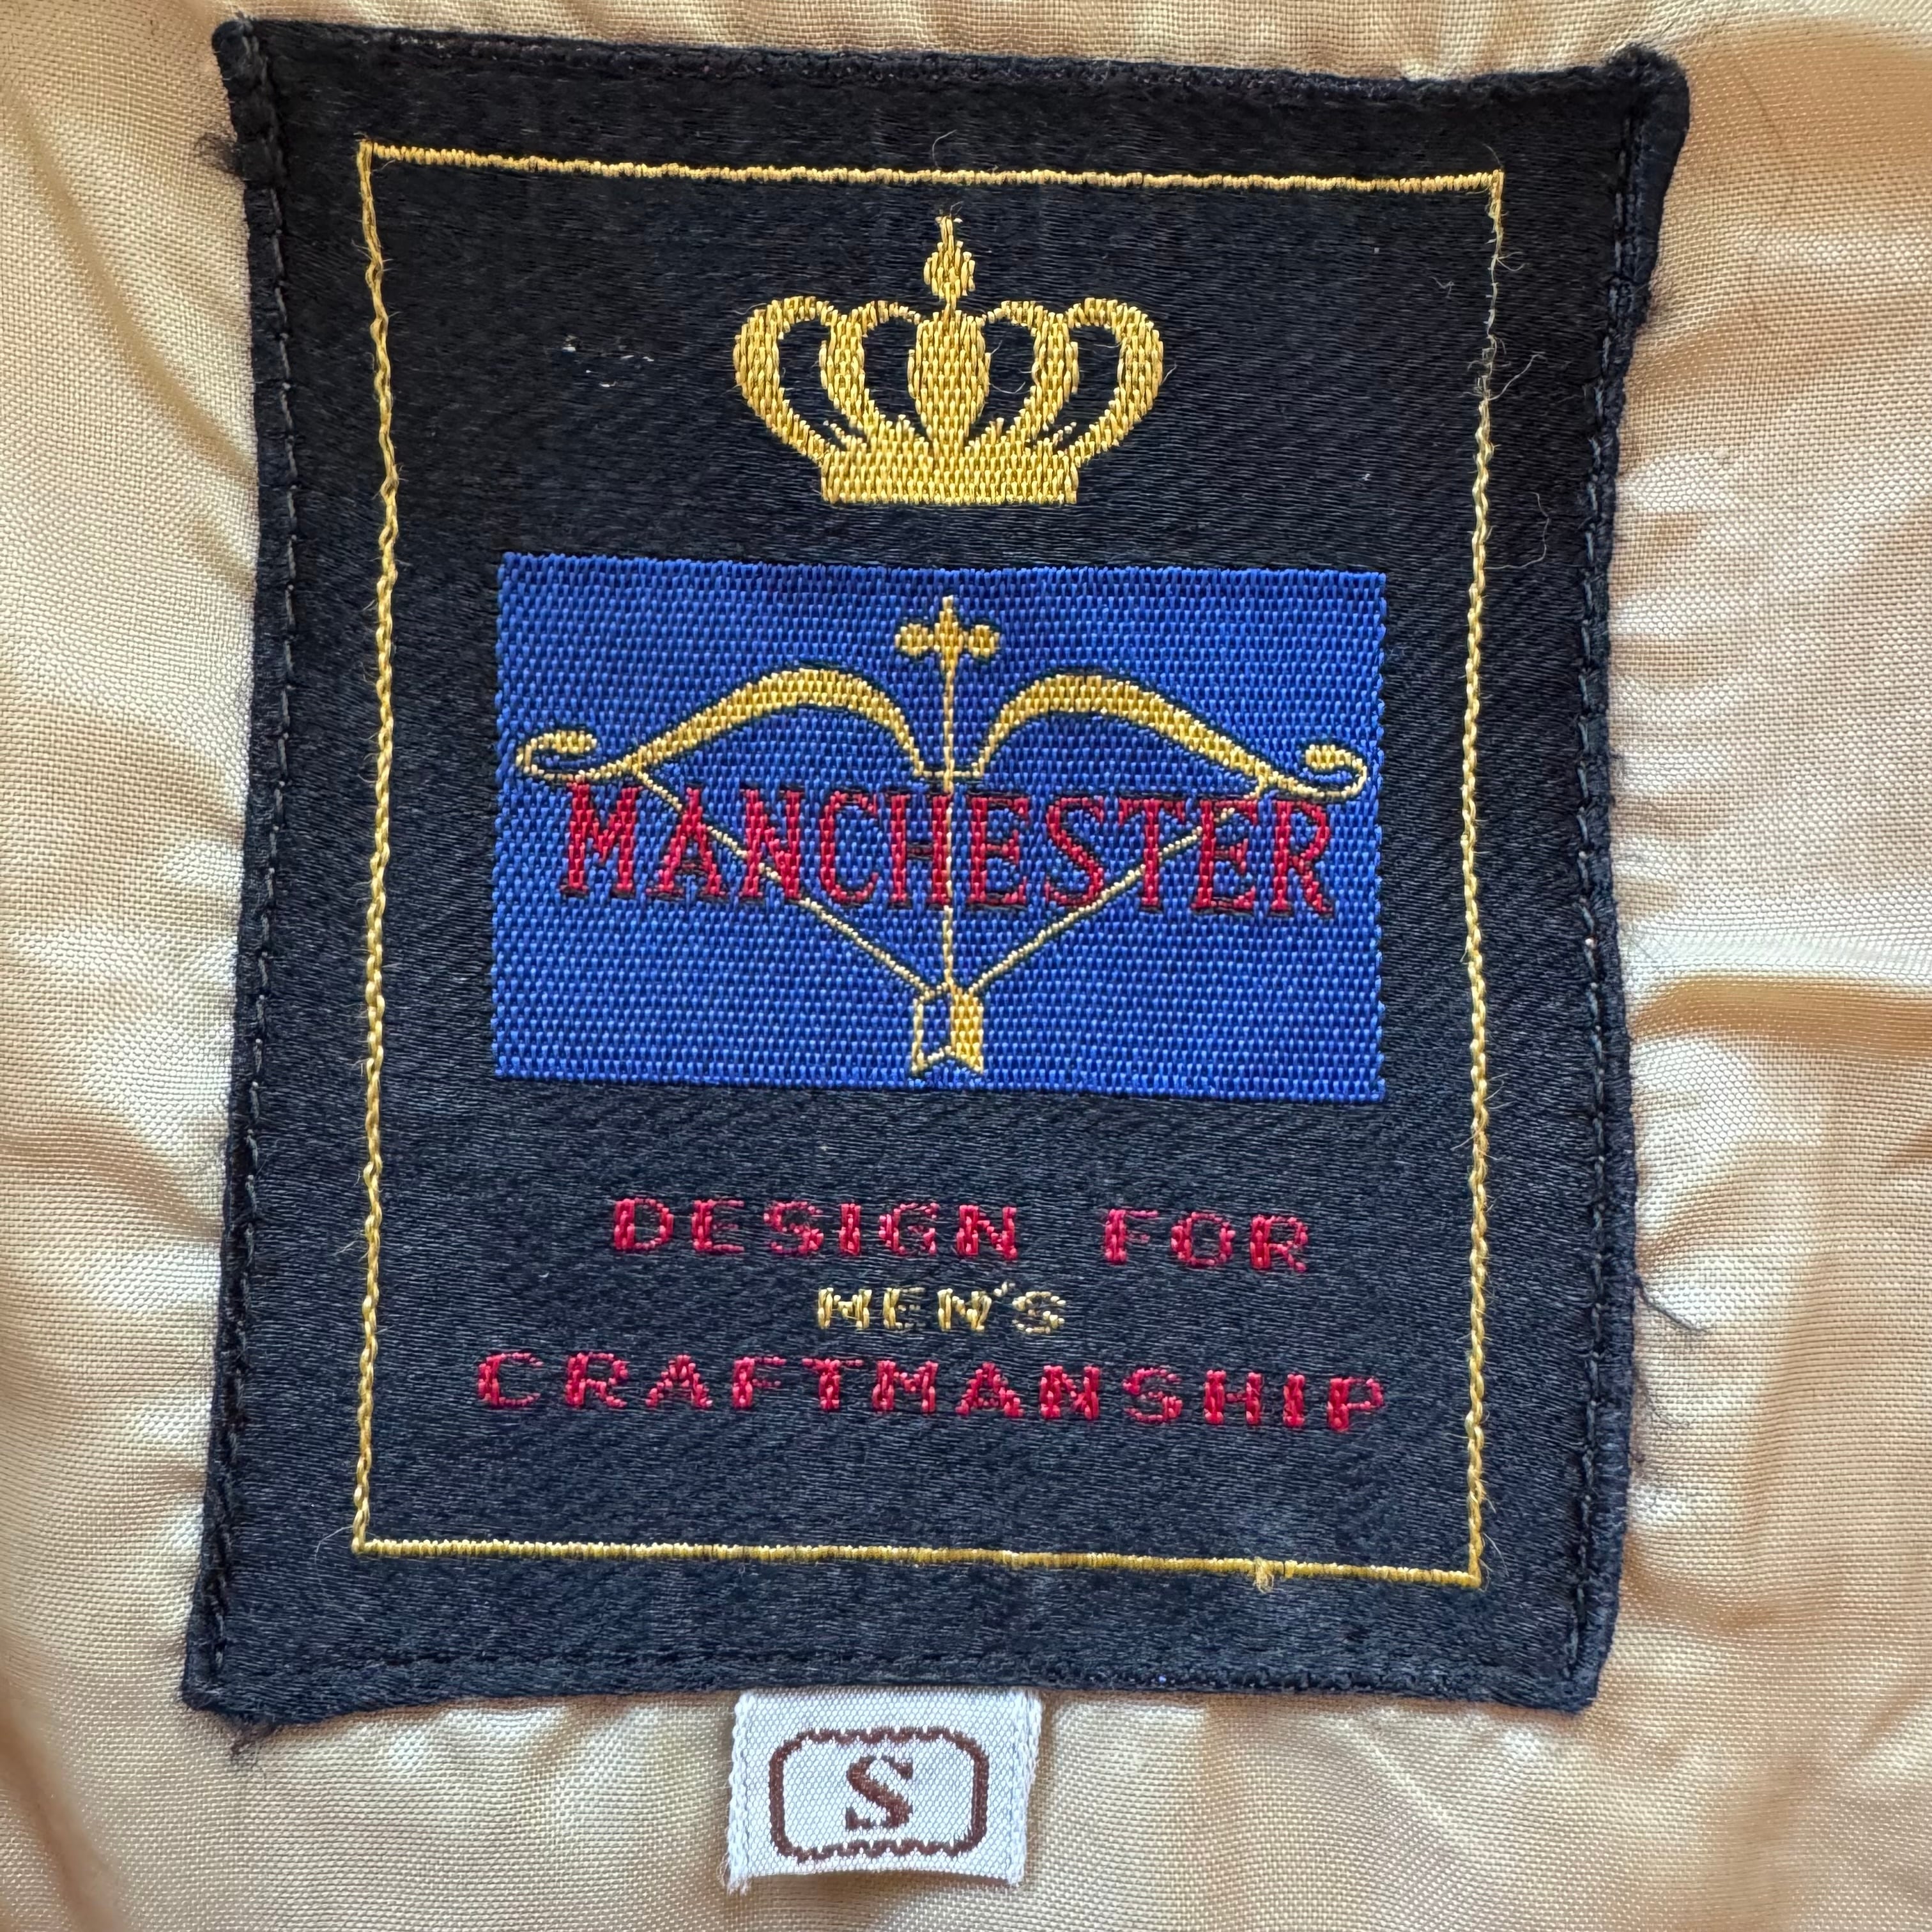 MANCHESTER
DESIGN FOR
MEN'S
CRAFTMANSHIP
S